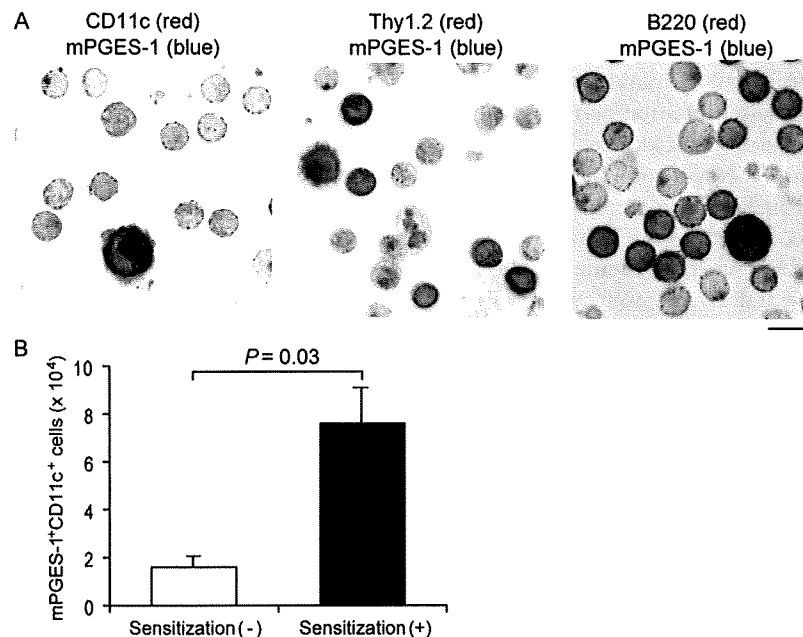 A
CD11c (red)
mPGES-1 (blue)
Thy1.2 (red)
mPGES-1 (blue)
B220 (red)
mPGES-1 (blue)
B
P = 0.03
mPGES-1⁺CD11c⁺ cells (x 10⁴)
10
8
6
4
2
0
Sensitization (-)
Sensitization (+)